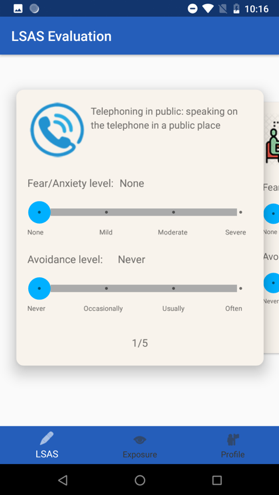 10:16
LSAS Evaluation
Telephoning in public: speaking on
the telephone in a public place
Fear/Anxiety level: None
None Mild Moderate Severe
Avoidance level: Never
Never Occasionally Usually Often
1/5
Fear
None
Avo
Never
LSAS Exposure Profile